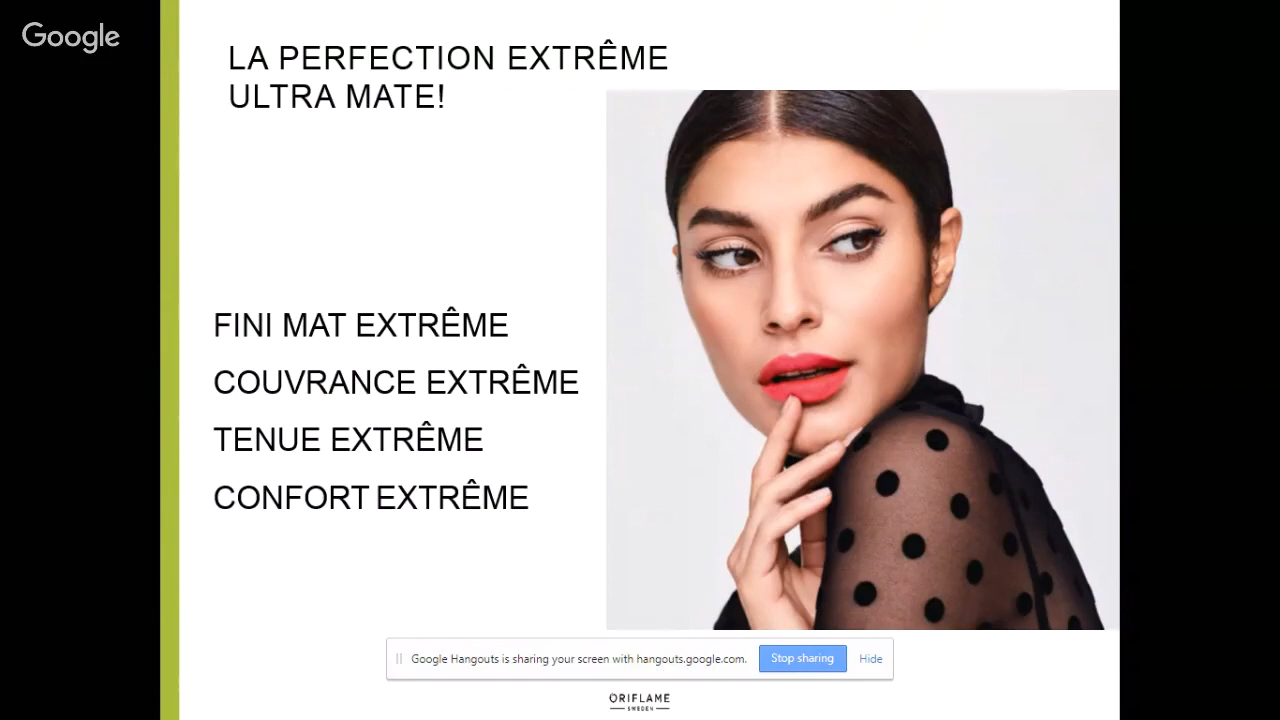 Google
LA PERFECTION EXTRÊME
ULTRA MATE!
FINI MAT EXTRÊME
COUVRANCE EXTRÊME
TENUE EXTRÊME
CONFORT EXTRÊME
Google Hangouts is sharing your screen with hangouts.google.com. Stop sharing Hide
ORIFLAME
SWEDEN